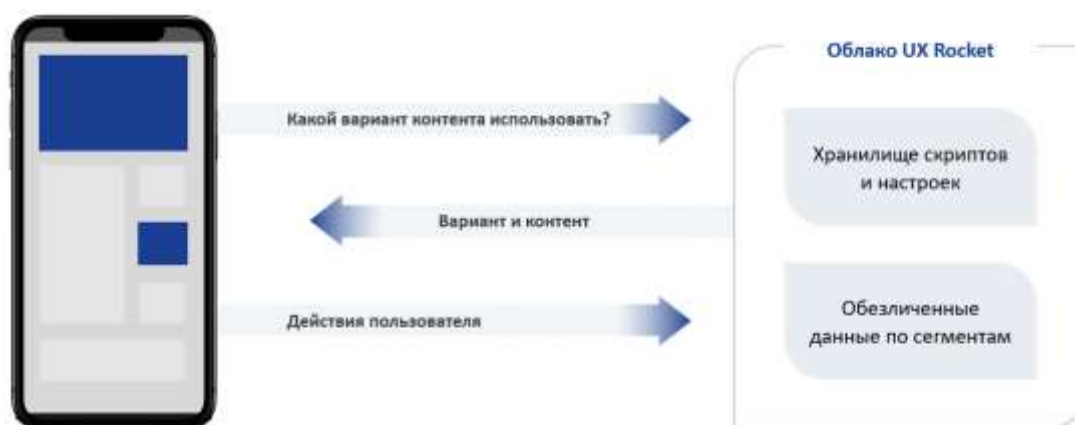 Облако UX Rocket
Какой вариант контента использовать?
Хранилище скриптов
и настроек
Вариант и контент
Действия пользователя
Обезличенные
данные по сегментам